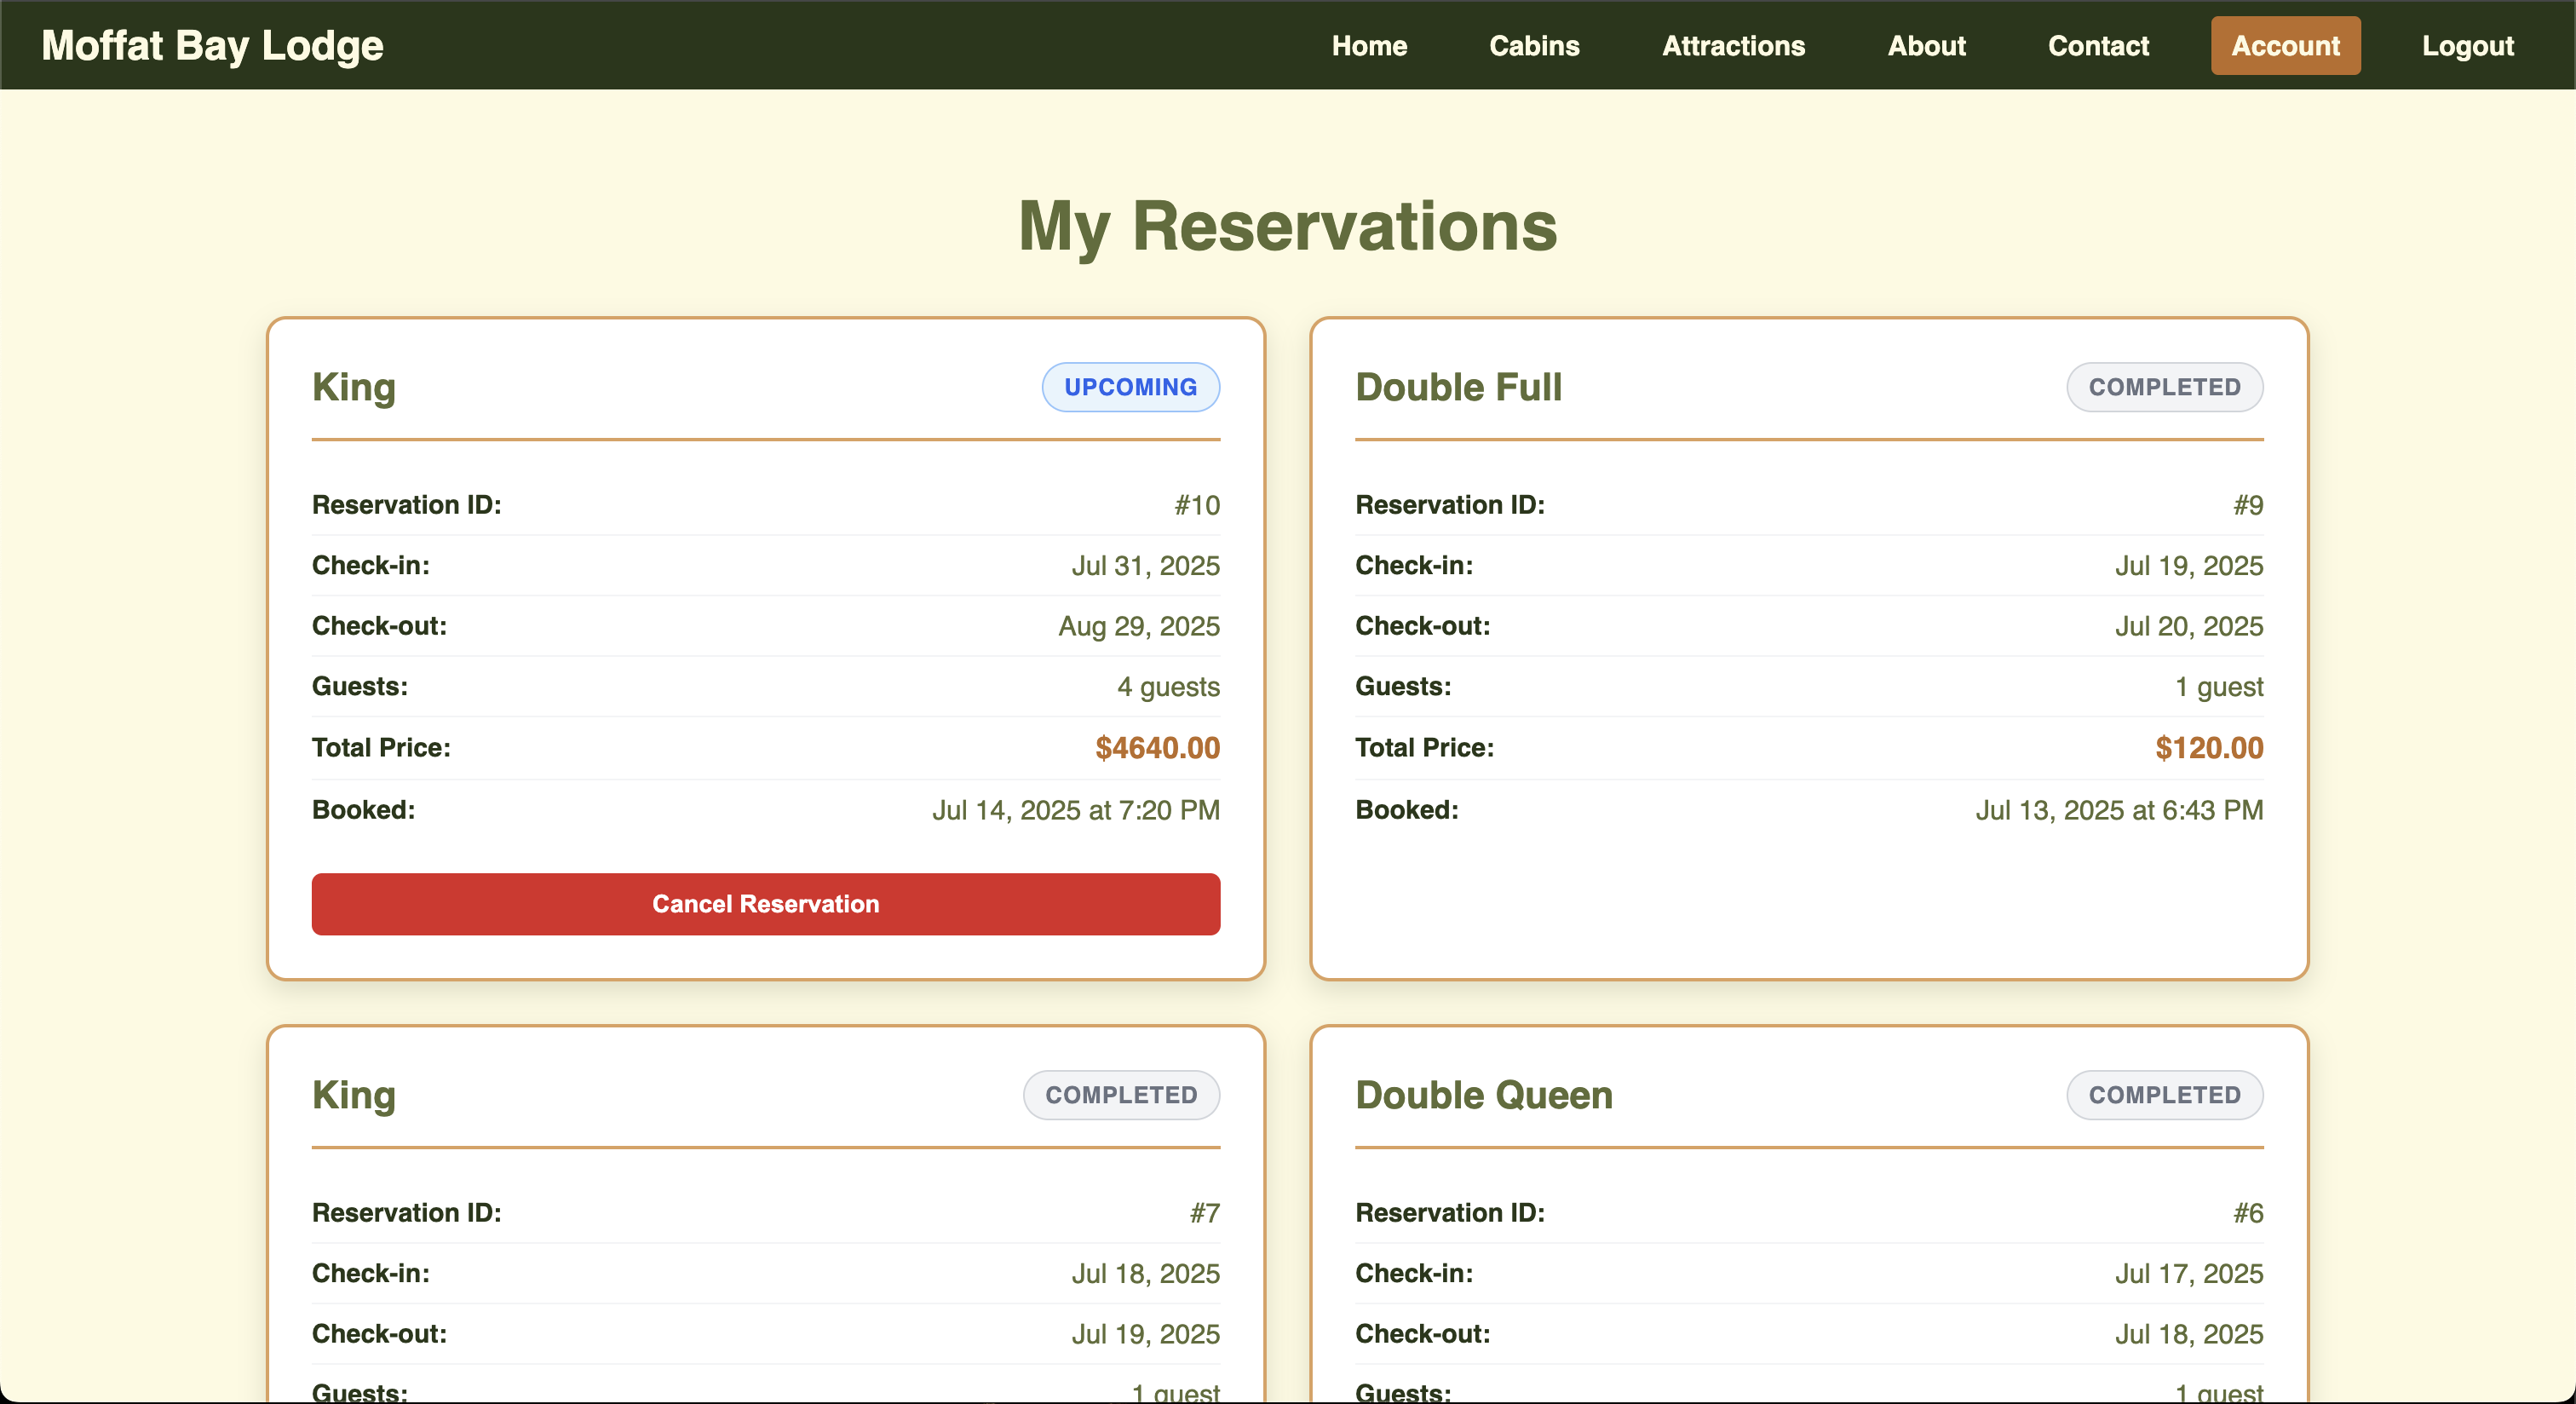 Moffat Bay Lodge Home Cabins Attractions About Contact Account Logout
My Reservations
King UPCOMING
Reservation ID: #10
Check-in: Jul 31, 2025
Check-out: Aug 29, 2025
Guests: 4 guests
Total Price: $4640.00
Booked: Jul 14, 2025 at 7:20 PM
Cancel Reservation
Double Full COMPLETED
Reservation ID: #9
Check-in: Jul 19, 2025
Check-out: Jul 20, 2025
Guests: 1 guest
Total Price: $120.00
Booked: Jul 13, 2025 at 6:43 PM
King COMPLETED
Reservation ID: #7
Check-in: Jul 18, 2025
Check-out: Jul 19, 2025
Guests: 1 guest
Double Queen COMPLETED
Reservation ID: #6
Check-in: Jul 17, 2025
Check-out: Jul 18, 2025
Guests: 1 guest